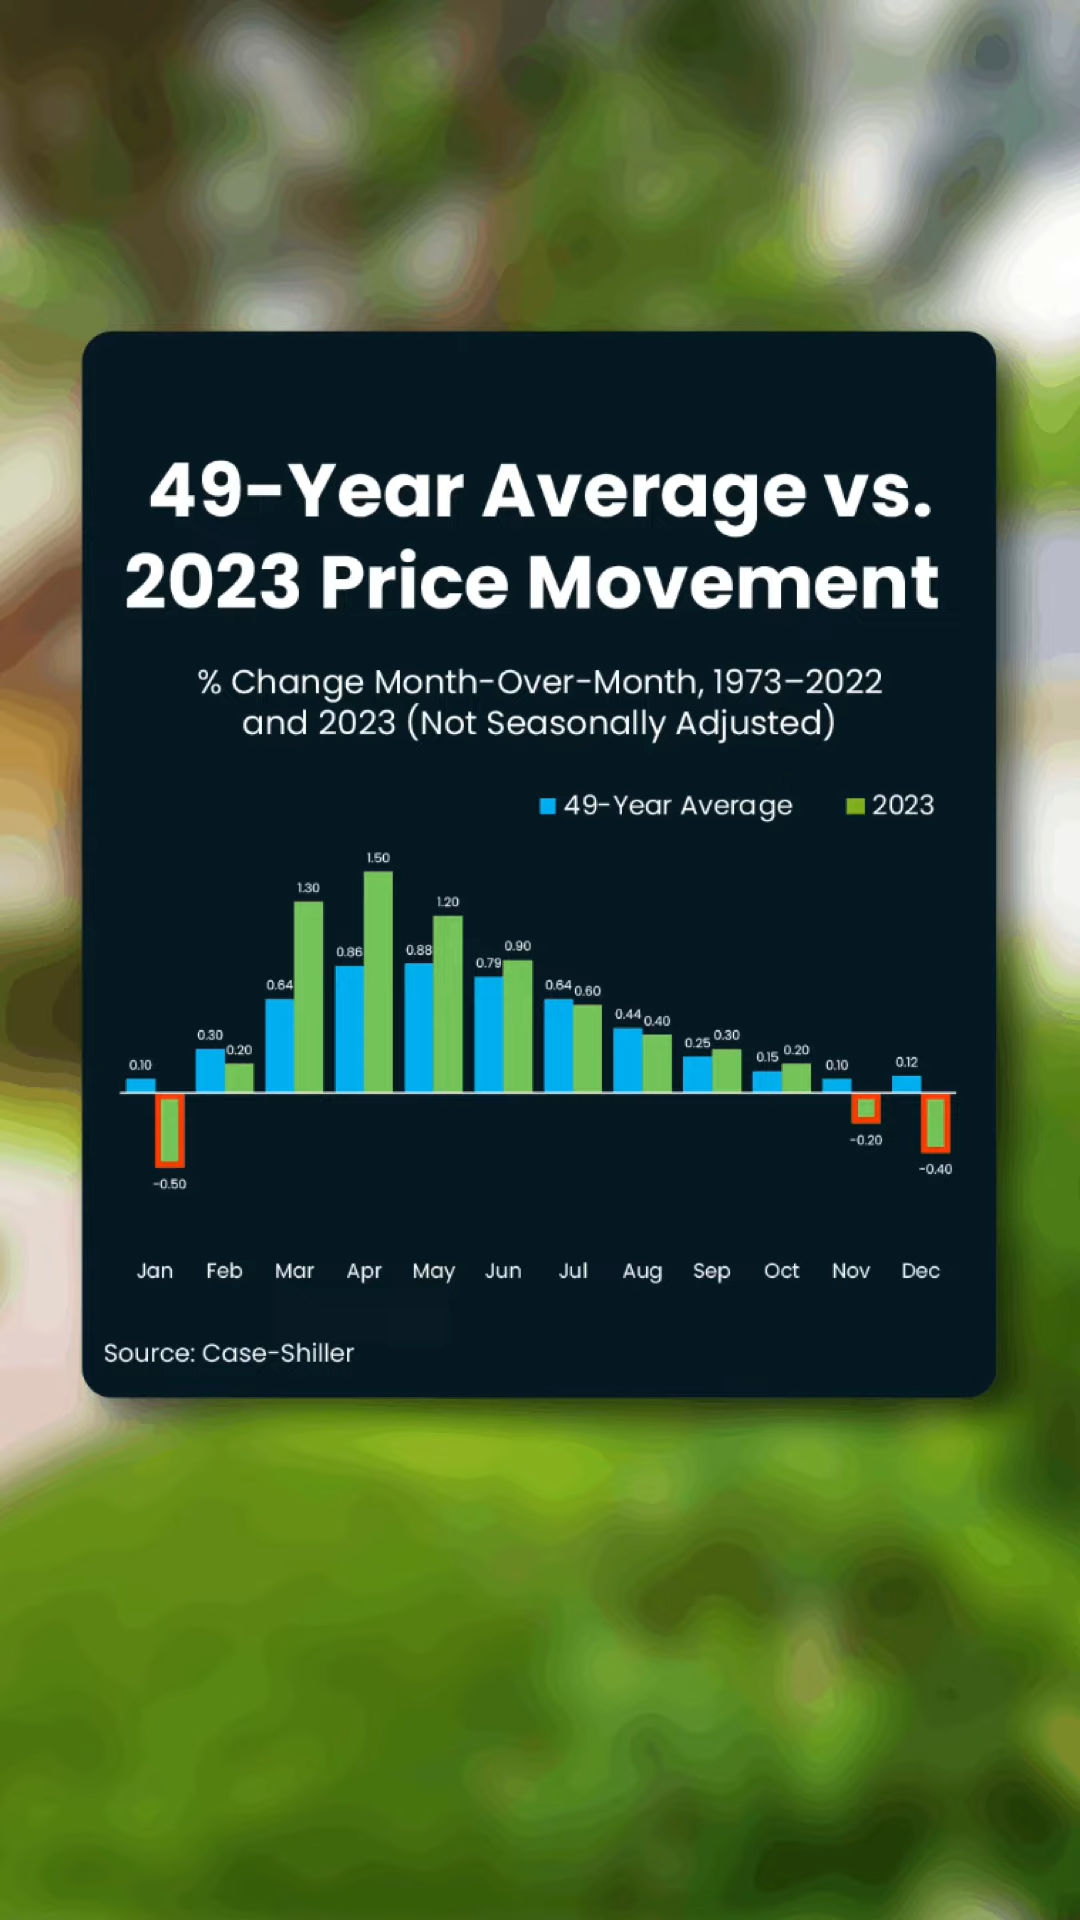 49-Year Average vs.
2023 Price Movement
% Change Month-Over-Month, 1973–2022
and 2023 (Not Seasonally Adjusted)
49-Year Average 2023
0.10 -0.50
0.30 0.20
0.64 1.30
0.86 1.50
0.88 1.20
0.79 0.90
0.64 0.60
0.44 0.40
0.25 0.30
0.15 0.20
0.10 -0.20
0.12 -0.40
Jan Feb Mar Apr May Jun Jul Aug Sep Oct Nov Dec
Source: Case-Shiller